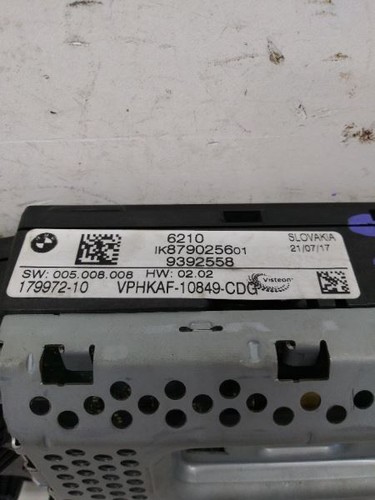 6210
IK879025601
9392558
SLOVAKIA
21/07/17
SW: 005.008.008 HW: 02.02
179972-10 VPHKAF-10849-CDG
Visteon